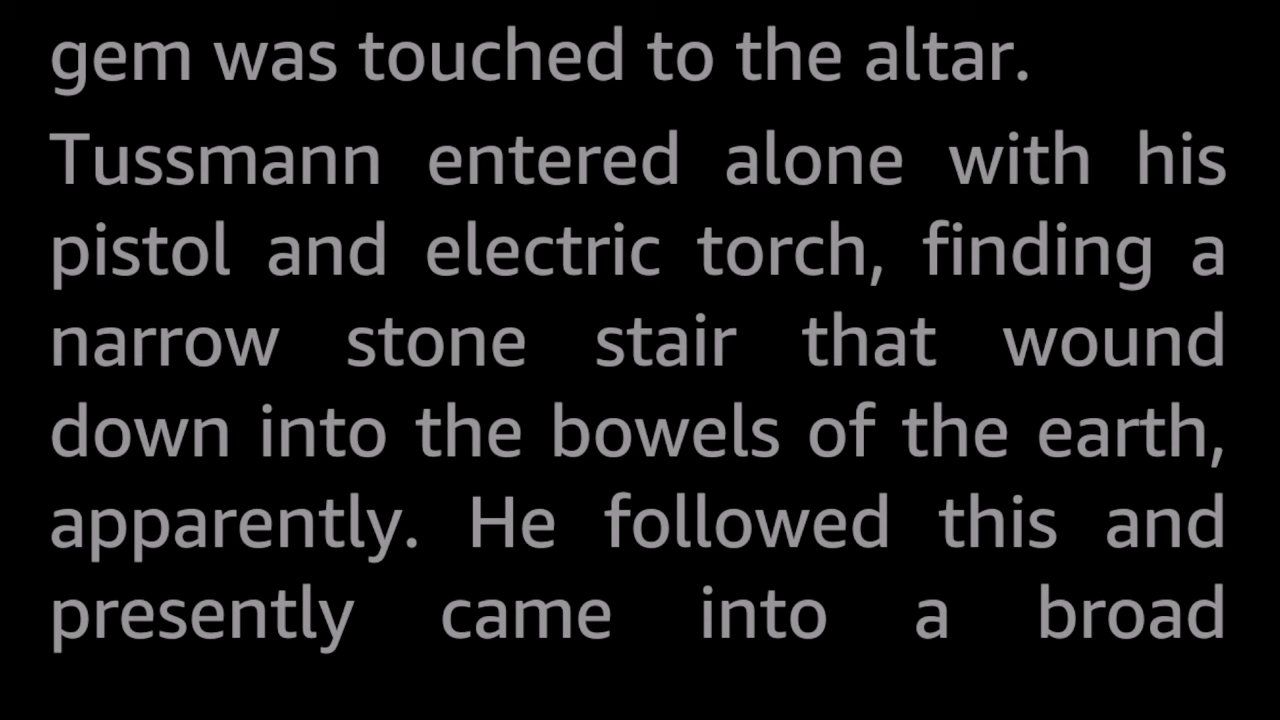 gem was touched to the altar.
Tussmann entered alone with his
pistol and electric torch, finding a
narrow stone stair that wound
down into the bowels of the earth,
apparently. He followed this and
presently came into a broad